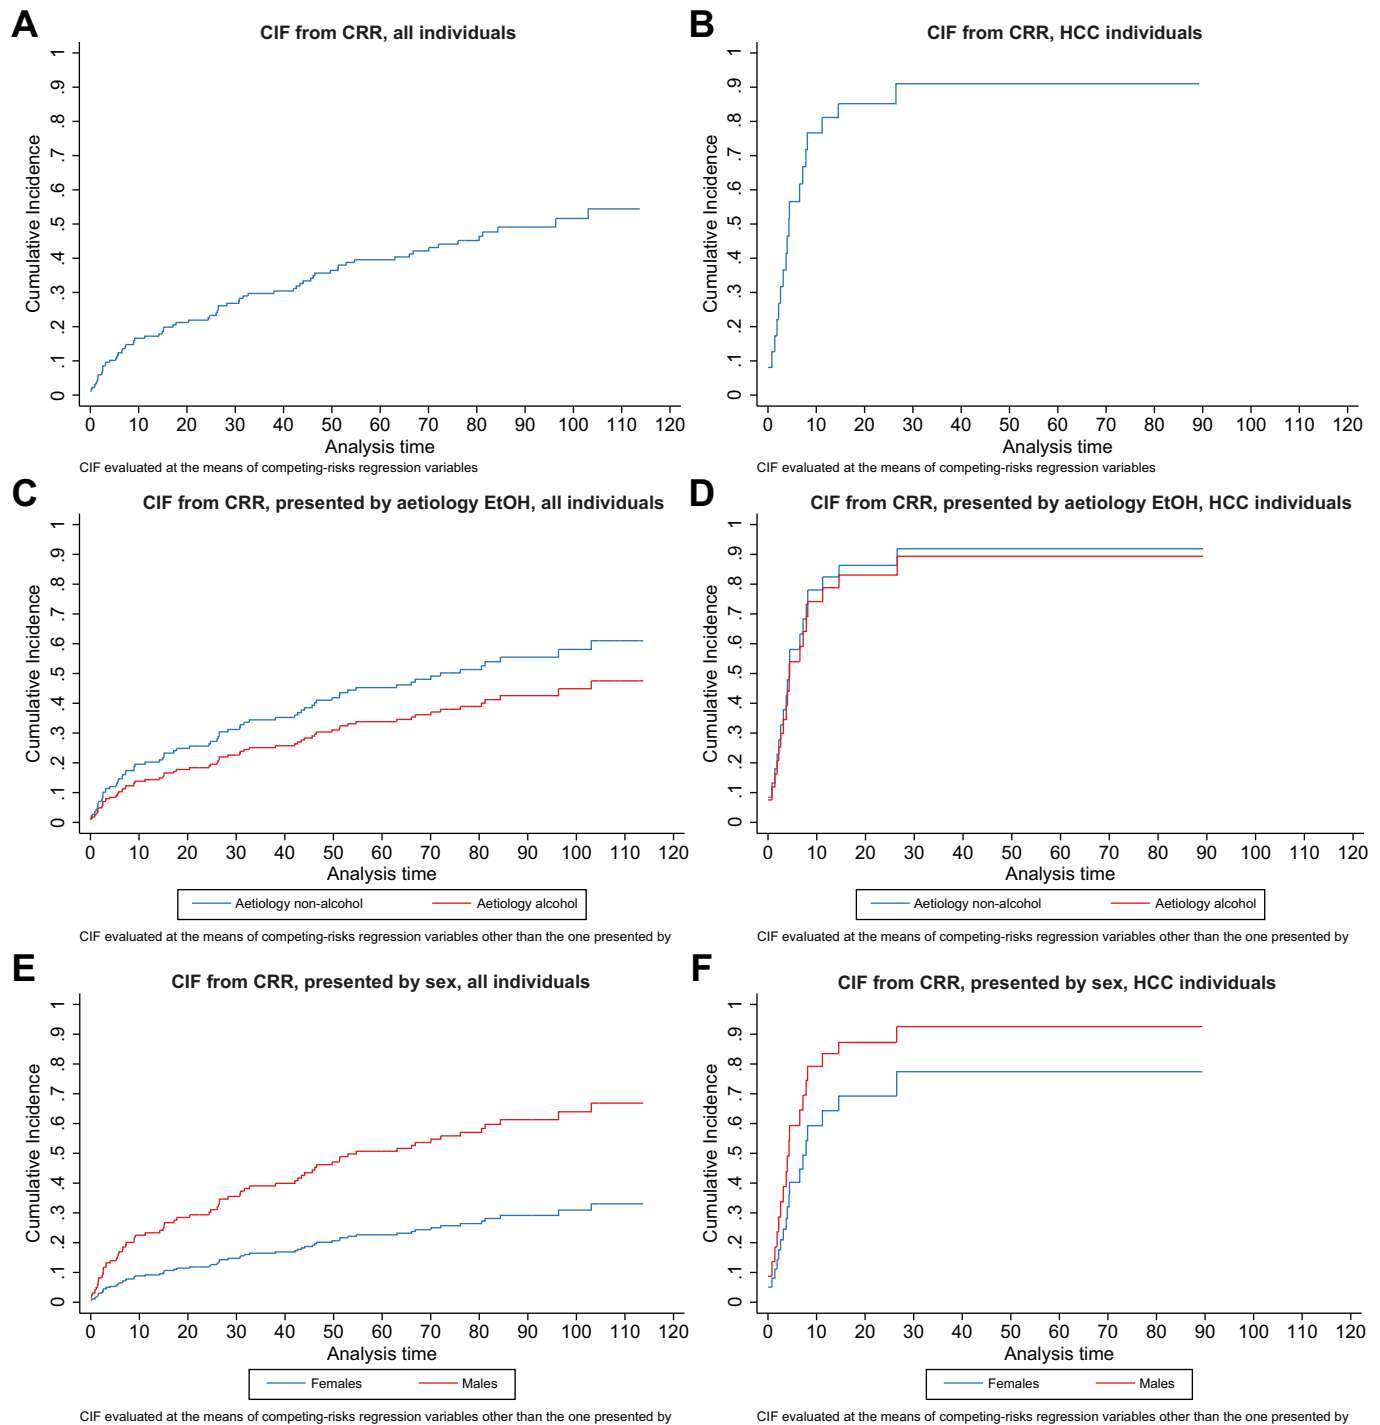 A
CIF from CRR, all individuals
Cumulative Incidence
0 .1 .2 .3 .4 .5 .6 .7 .8 .9 1
0 10 20 30 40 50 60 70 80 90 100 110 120
Analysis time
CIF evaluated at the means of competing-risks regression variables
B
CIF from CRR, HCC individuals
Cumulative Incidence
0 .1 .2 .3 .4 .5 .6 .7 .8 .9 1
0 10 20 30 40 50 60 70 80 90 100 110 120
Analysis time
CIF evaluated at the means of competing-risks regression variables
C
CIF from CRR, presented by aetiology EtOH, all individuals
Cumulative Incidence
0 .1 .2 .3 .4 .5 .6 .7 .8 .9 1
0 10 20 30 40 50 60 70 80 90 100 110 120
Analysis time
Aetiology non-alcohol Aetiology alcohol
CIF evaluated at the means of competing-risks regression variables other than the one presented by
D
CIF from CRR, presented by aetiology EtOH, HCC individuals
Cumulative Incidence
0 .1 .2 .3 .4 .5 .6 .7 .8 .9 1
0 10 20 30 40 50 60 70 80 90 100 110 120
Analysis time
Aetiology non-alcohol Aetiology alcohol
CIF evaluated at the means of competing-risks regression variables other than the one presented by
E
CIF from CRR, presented by sex, all individuals
Cumulative Incidence
0 .1 .2 .3 .4 .5 .6 .7 .8 .9 1
0 10 20 30 40 50 60 70 80 90 100 110 120
Analysis time
Females Males
CIF evaluated at the means of competing-risks regression variables other than the one presented by
F
CIF from CRR, presented by sex, HCC individuals
Cumulative Incidence
0 .1 .2 .3 .4 .5 .6 .7 .8 .9 1
0 10 20 30 40 50 60 70 80 90 100 110 120
Analysis time
Females Males
CIF evaluated at the means of competing-risks regression variables other than the one presented by